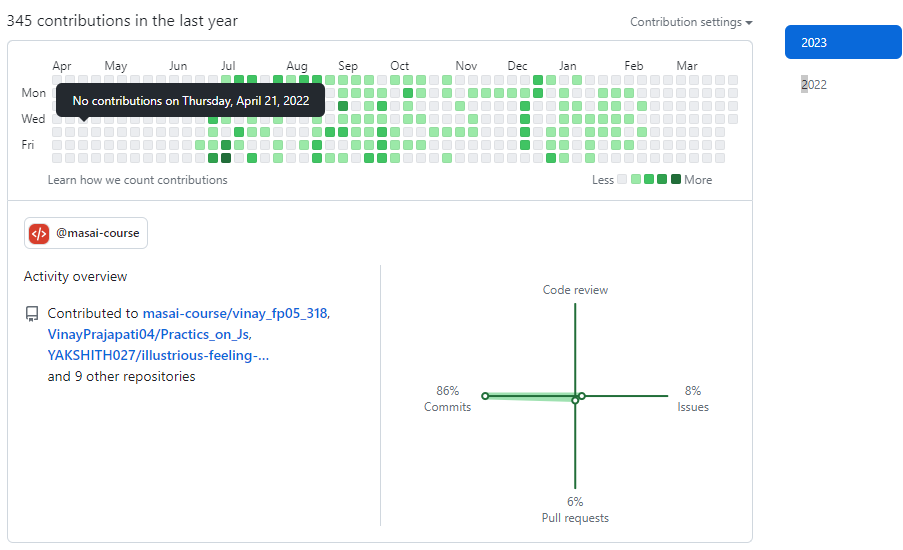 345 contributions in the last year
Contribution settings
2023
2022
Apr May Jun Jul Aug Sep Oct Nov Dec Jan Feb Mar
Mon
No contributions on Thursday, April 21, 2022
Wed
Fri
Learn how we count contributions
Less More
@masai-course
Activity overview
Contributed to masai-course/vinay_fp05_318,
VinayPrajapati04/Practics_on_Js,
YAKSHITH027/illustrious-feeling-...
and 9 other repositories
Code review
86%
Commits
8%
Issues
6%
Pull requests